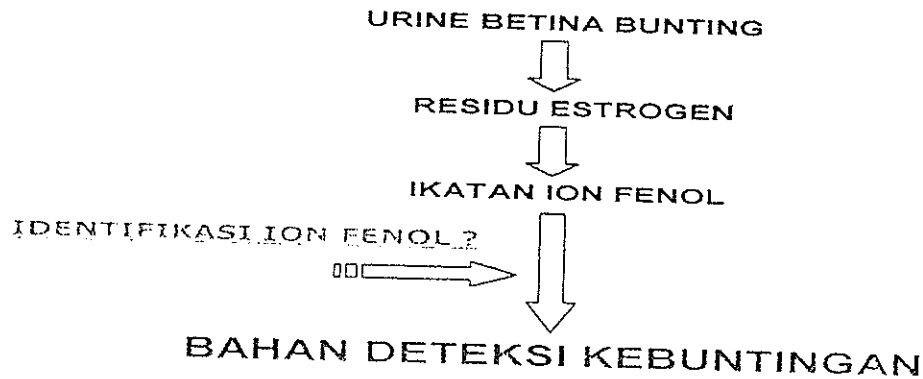 URINE BETINA BUNTING
RESIDU ESTROGEN
IKATAN ION FENOL
IDENTIFIKASI ION FENOL ?
BAHAN DETEKSI KEBUNTINGAN